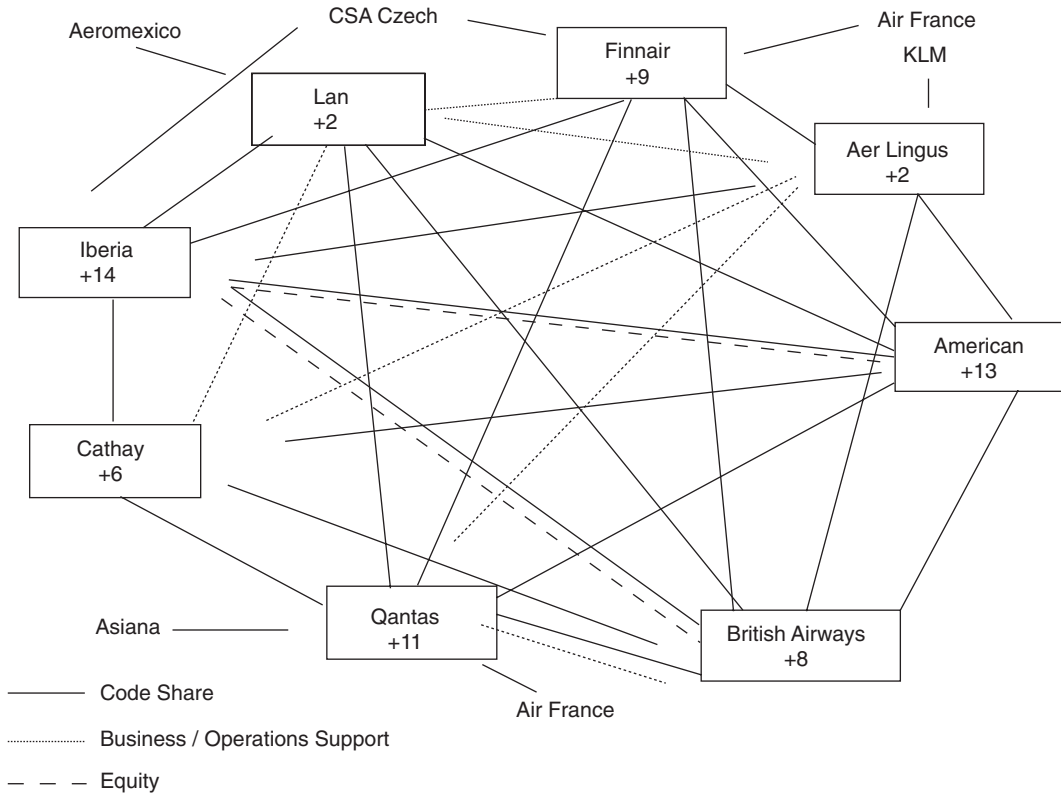 CSA Czech
Air France
Aeromexico
Finnair
+9
KLM
Lan
+2
Aer Lingus
+2
Iberia
+14
American
+13
Cathay
+6
Qantas
+11
British Airways
+8
Asiana
Air France
Code Share
Business / Operations Support
Equity